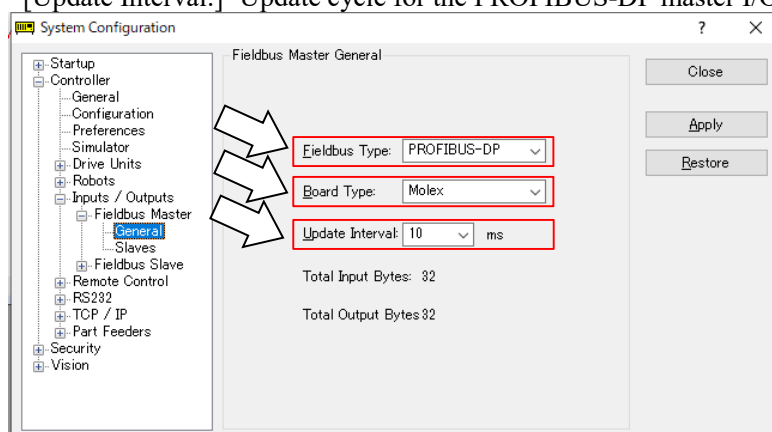 [Update Interval:] Update cycle for the PROFIBUS-DP master I/O
System Configuration
? ×
Startup
Controller
General
Configuration
Preferences
Simulator
Drive Units
Robots
Inputs / Outputs
Fieldbus Master
General
Slaves
Fieldbus Slave
Remote Control
RS232
TCP / IP
Part Feeders
Security
Vision
Fieldbus Master General
Fieldbus Type: PROFIBUS-DP
Board Type: Molex
Update Interval: 10 ms
Total Input Bytes: 32
Total Output Bytes 32
Close
Apply
Restore